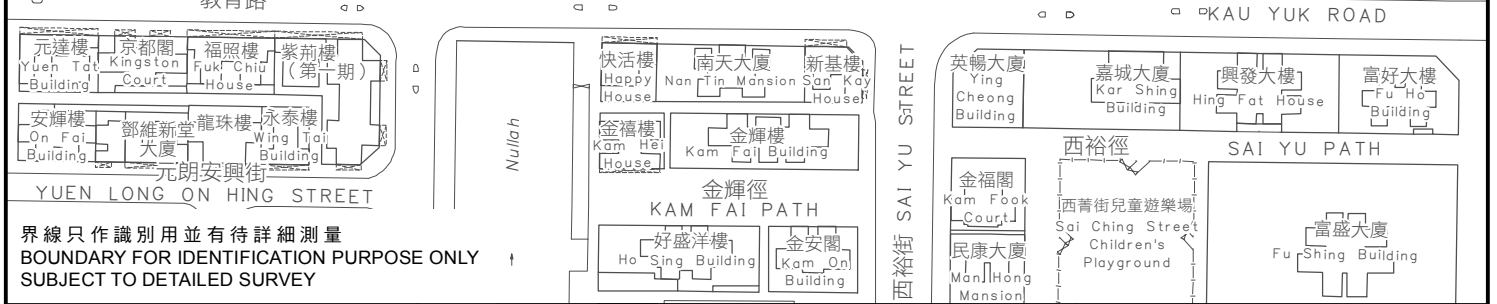 教育路
KAU YUK ROAD
元達樓
Yuen Tat
Building
京都閣
Kingston
Court
福照樓
Fuk Chiu
House
紫荊樓
(第一期)
快活樓
Happy
House
南天大廈
Nan Tin Mansion
新基樓
San Kay
House
英暢大廈
Ying
Cheong
Building
嘉城大廈
Kar Shing
Building
興發大樓
Hing Fat House
富好大樓
Fu Ho
Building
安輝樓
On Fai
Building
鄧維新堂
大廈
龍珠樓
永泰樓
Wing Tai
Building
Nullah
金禧樓
Kam Hei
House
金輝樓
Kam Fai Building
西裕街 SAI YU STREET
西裕徑
SAI YU PATH
元朗安興街
YUEN LONG ON HING STREET
金輝徑
KAM FAI PATH
金福閣
Kam Fook
Court
西菁街兒童遊樂場
Sai Ching Street
Children's
Playground
富盛大廈
Fu Shing Building
好盛洋樓
Ho Sing Building
金安閣
Kam On
Building
民康大廈
Man Hong
Mansion
界線只作識別用並有待詳細測量
BOUNDARY FOR IDENTIFICATION PURPOSE ONLY
SUBJECT TO DETAILED SURVEY